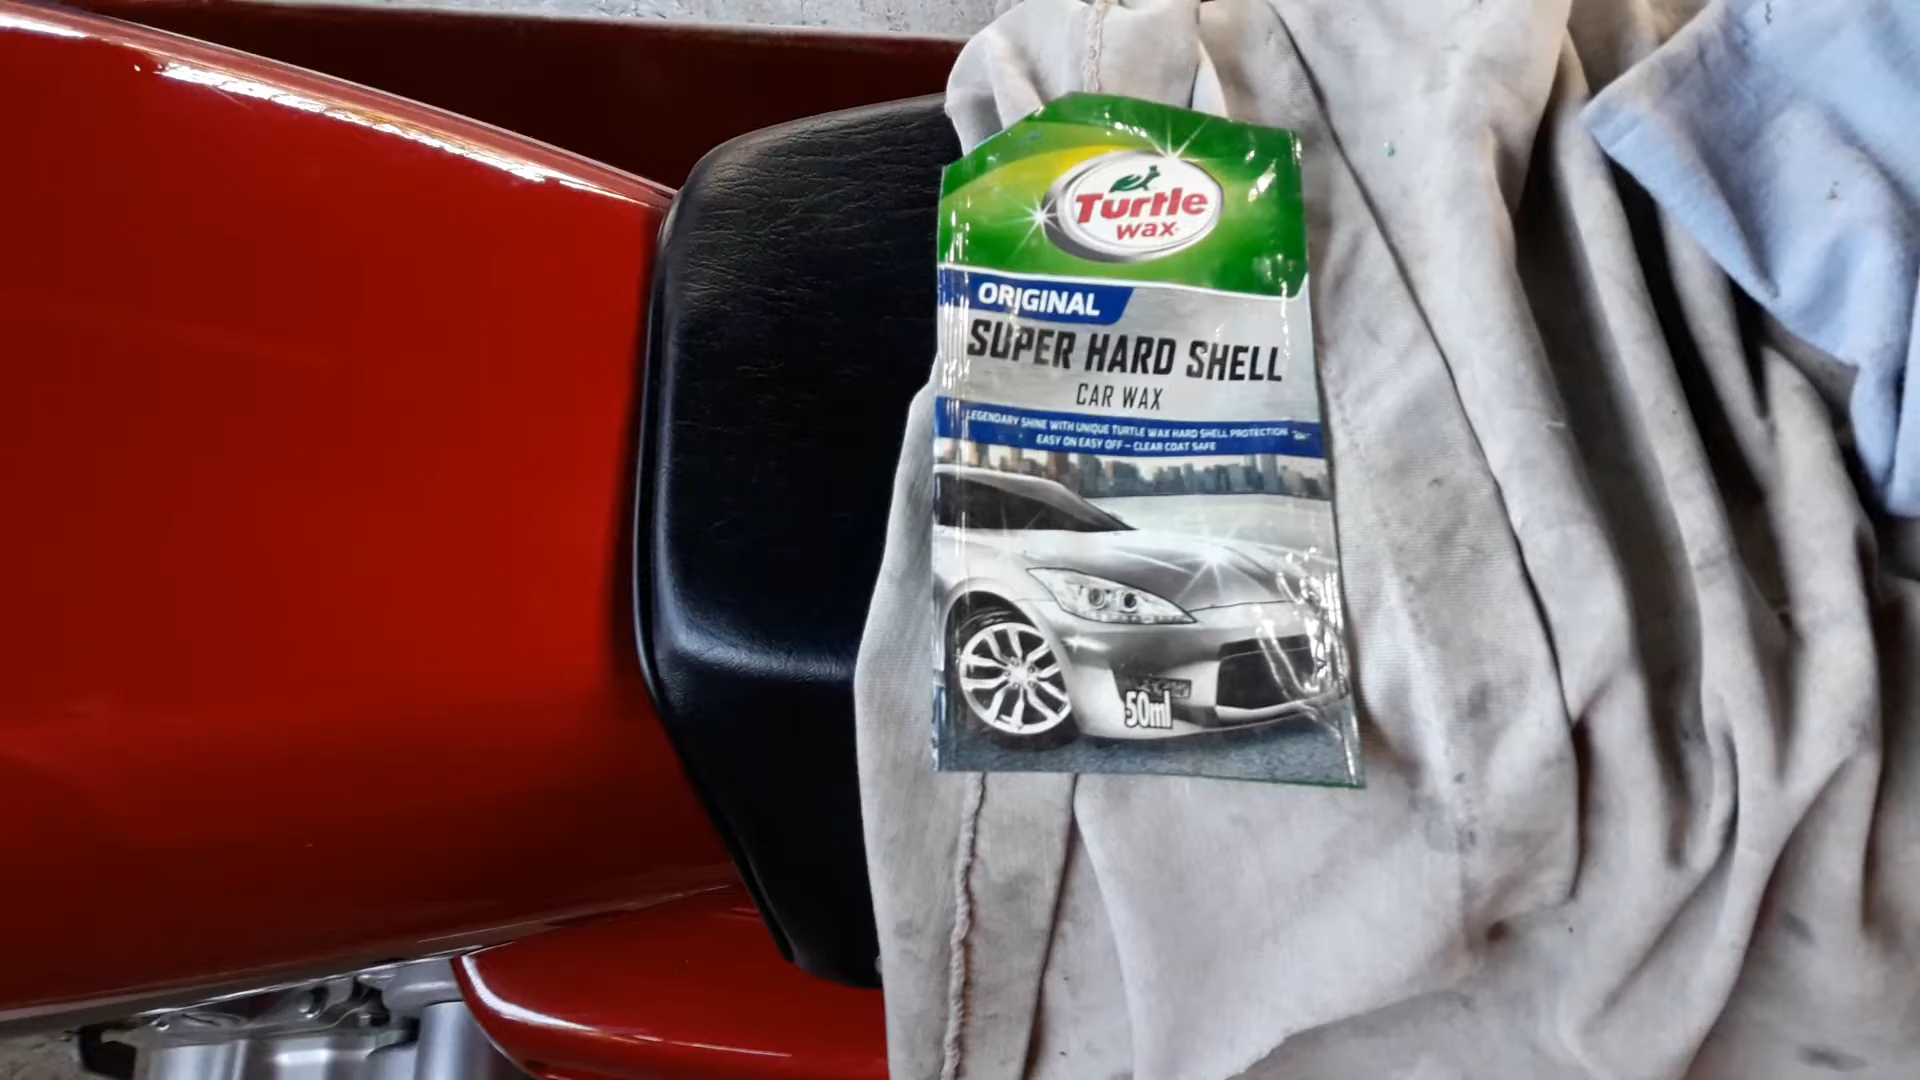 Turtle
wax
ORIGINAL
SUPER HARD SHELL
CAR WAX
LEGENDARY SHINE WITH UNIQUE TURTLE WAX HARD SHELL PROTECTION
EASY ON EASY OFF – CLEAR COAT SAFE
50ml